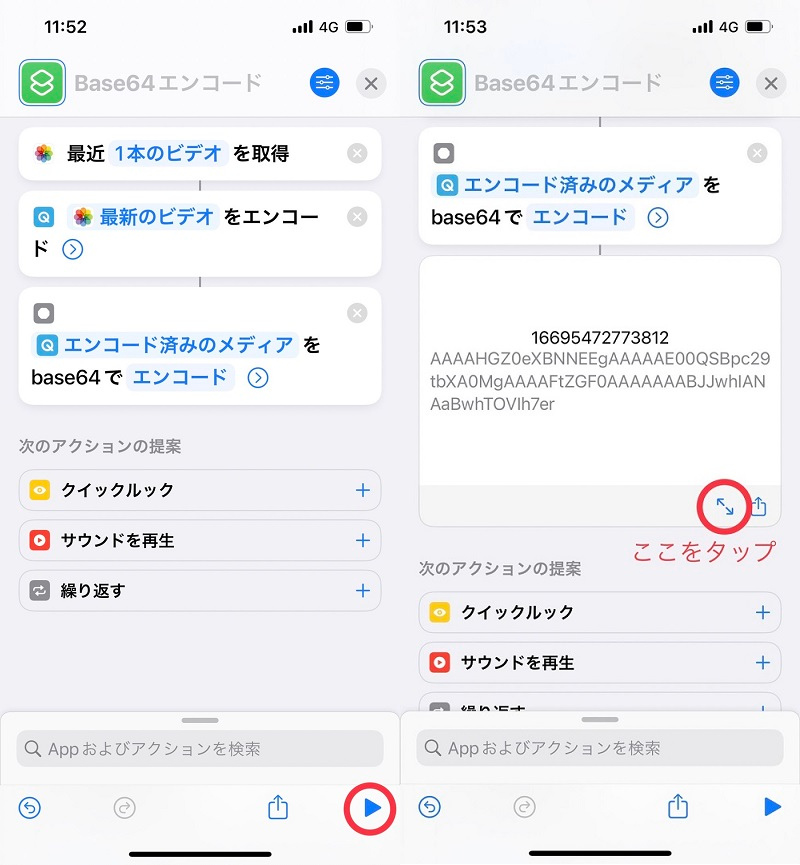 11:52
4G
Base64エンコード
最近 1本のビデオ を取得
最新のビデオ をエンコー
ド
エンコード済みのメディア を
base64で エンコード
次のアクションの提案
クイックルック
サウンドを再生
繰り返す
Appおよびアクションを検索
11:53
4G
Base64エンコード
エンコード済みのメディア を
base64で エンコード
16695472773812
AAAAHGZ0eXBNNEEgAAAAAE00QSBpc29
tbXA0MgAAAAFtZGF0AAAAAAABJJwhIAN
AaBwhTOVIh7er
ここをタップ
次のアクションの提案
クイックルック
サウンドを再生
繰り返す
Appおよびアクションを検索